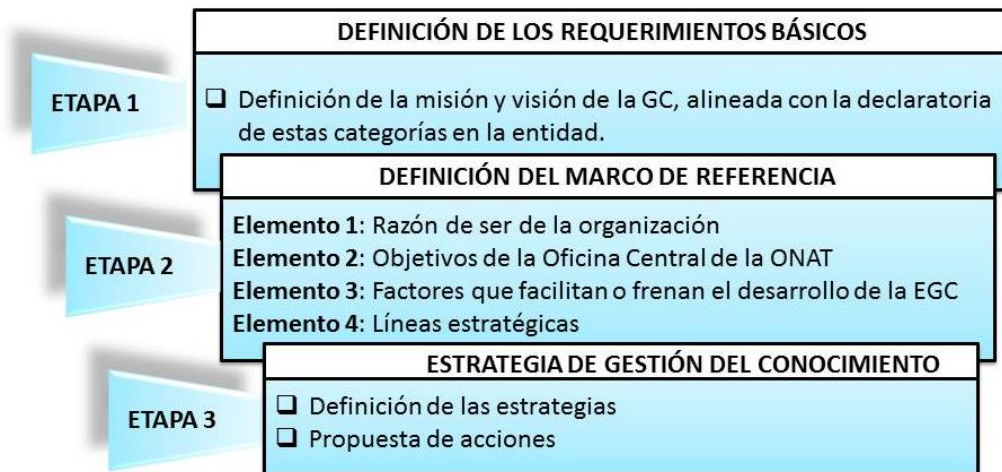 DEFINICIÓN DE LOS REQUERIMIENTOS BÁSICOS
ETAPA 1
❑ Definición de la misión y visión de la GC, alineada con la declaratoria
de estas categorías en la entidad.
DEFINICIÓN DEL MARCO DE REFERENCIA
ETAPA 2
Elemento 1: Razón de ser de la organización
Elemento 2: Objetivos de la Oficina Central de la ONAT
Elemento 3: Factores que facilitan o frenan el desarrollo de la EGC
Elemento 4: Líneas estratégicas
ESTRATEGIA DE GESTIÓN DEL CONOCIMIENTO
ETAPA 3
❑ Definición de las estrategias
❑ Propuesta de acciones